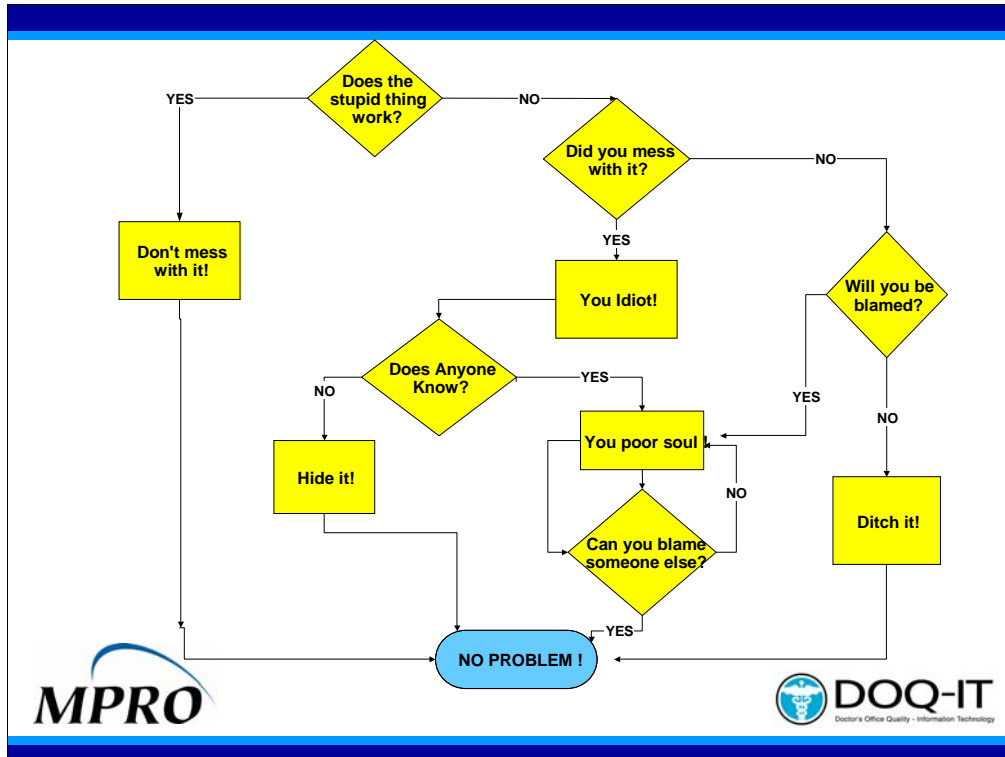 Does the
stupid thing
work?
YES
NO
Did you mess
with it?
NO
YES
Don't mess
with it!
You Idiot!
Will you be
blamed?
Does Anyone
Know?
NO
YES
YES
NO
You poor soul !
Hide it!
NO
Ditch it!
Can you blame
someone else?
YES
NO PROBLEM !
MPRO
DOQ-IT
Doctor's Office Quality - Information Technology